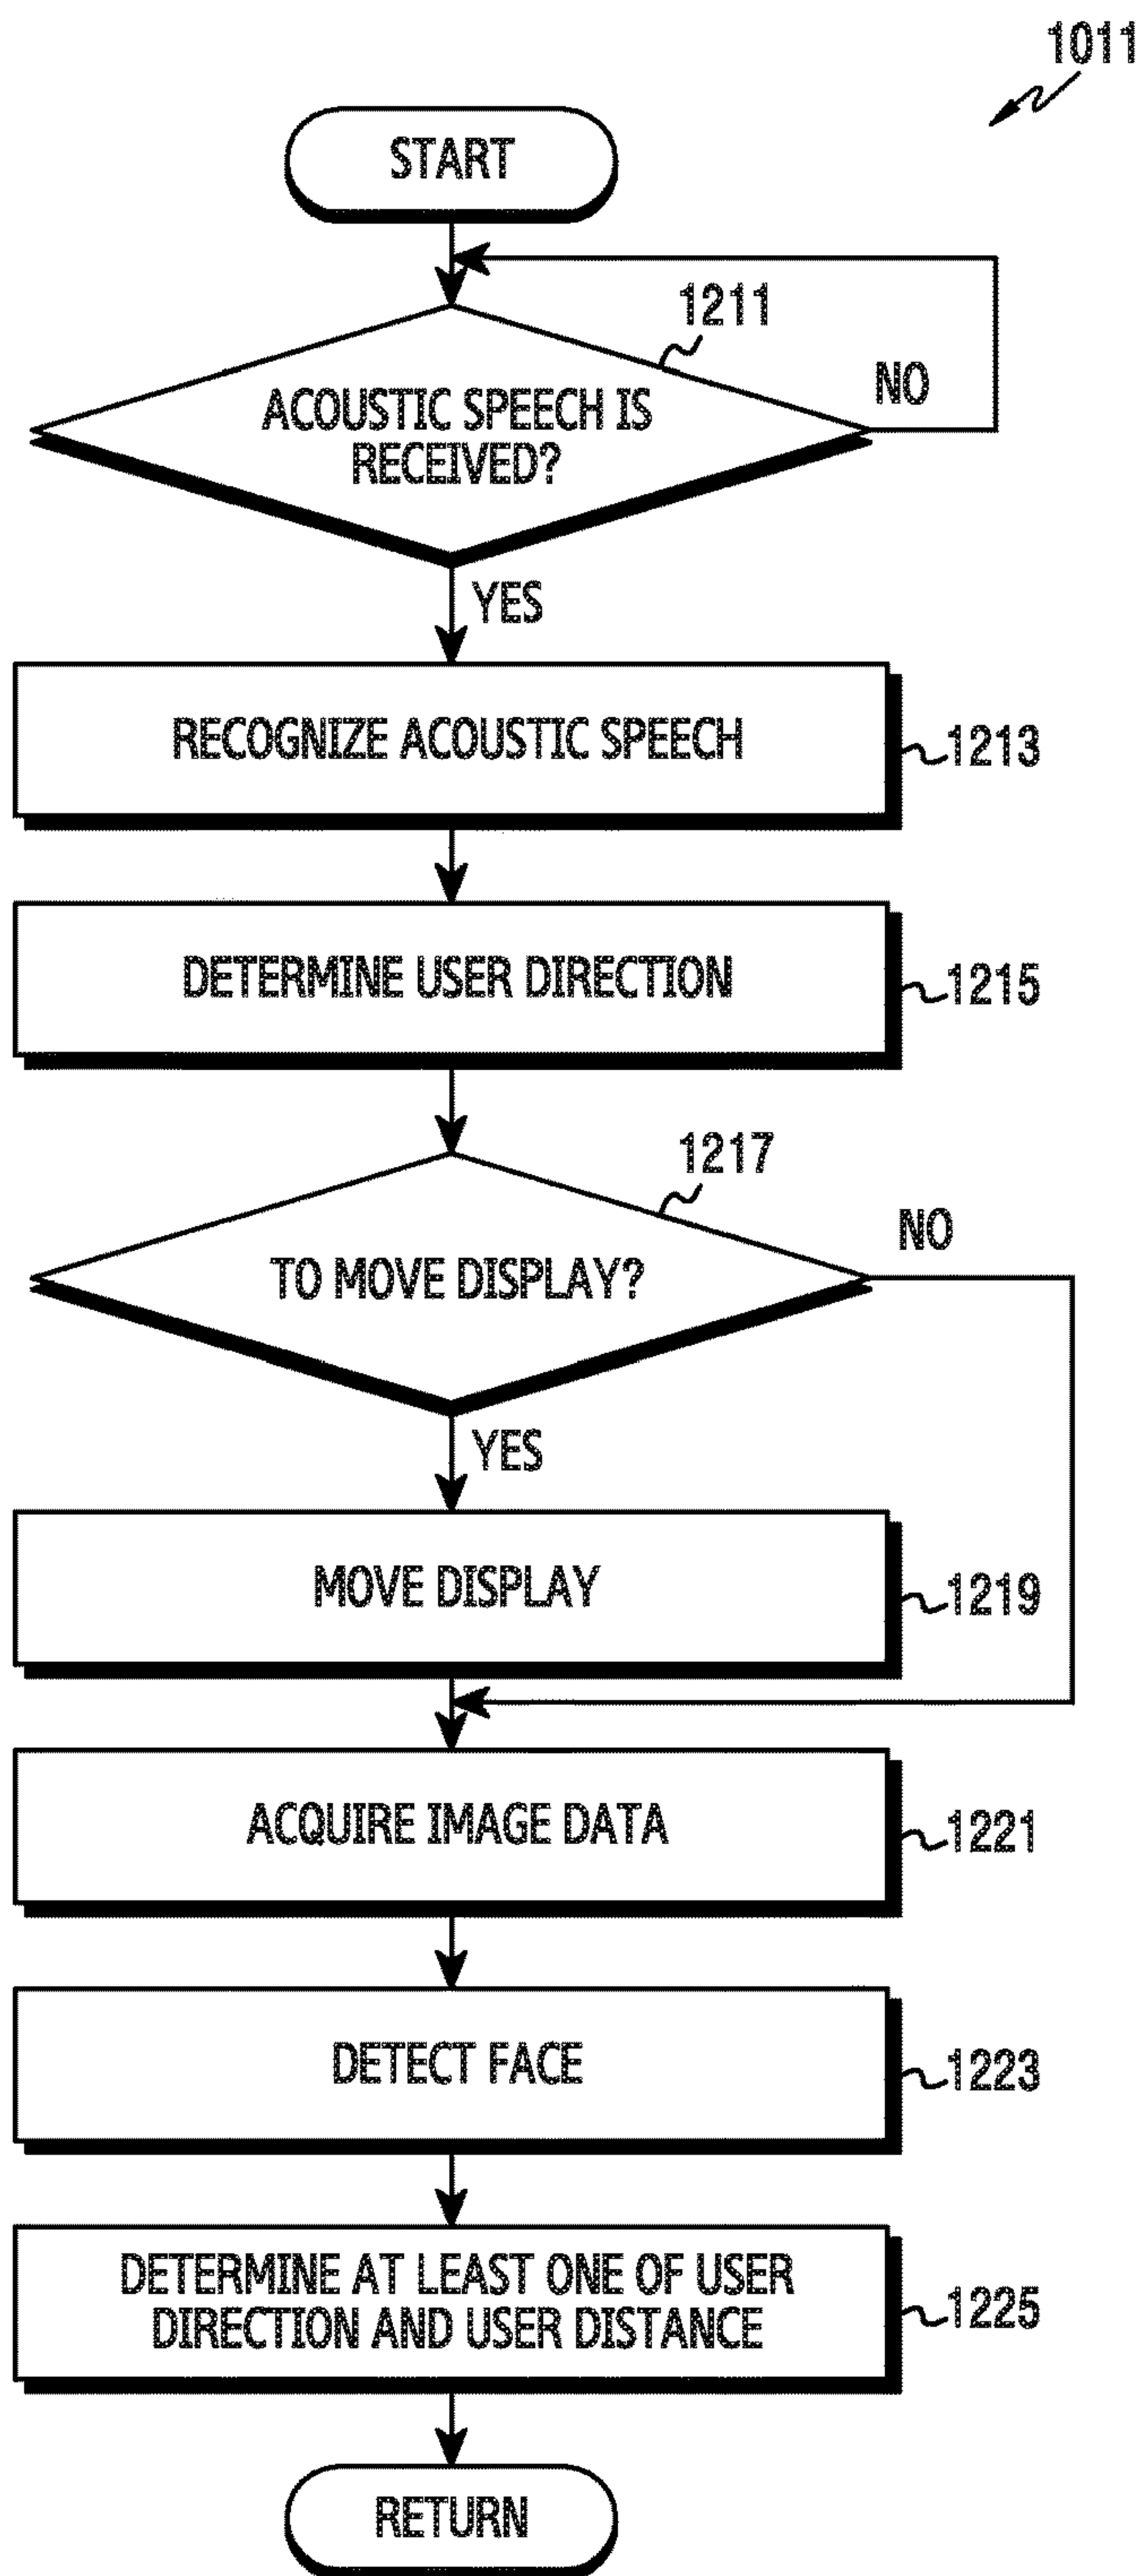 1011
START
1211
NO
ACOUSTIC SPEECH IS
RECEIVED?
YES
RECOGNIZE ACOUSTIC SPEECH
1213
DETERMINE USER DIRECTION
1215
1217
NO
TO MOVE DISPLAY?
YES
MOVE DISPLAY
1219
ACQUIRE IMAGE DATA
1221
DETECT FACE
1223
DETERMINE AT LEAST ONE OF USER
DIRECTION AND USER DISTANCE
1225
RETURN